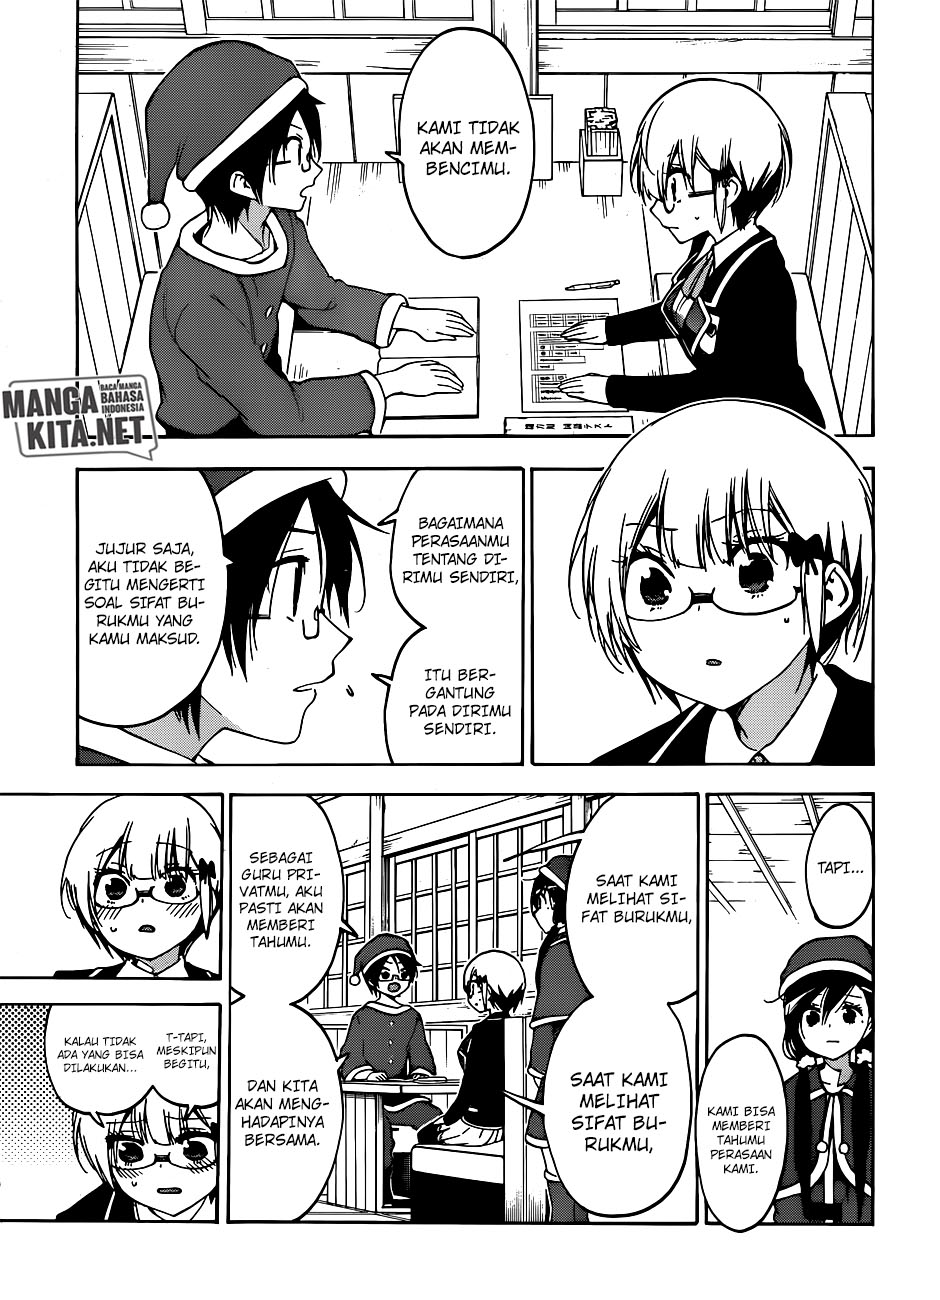 KAMI TIDAK
AKAN MEM-
BENCIMU.
MANGA
KITA.NET
BACA MANGA
BAHASA
INDONESIA
BAGAIMANA
PERASAANMU
TENTANG DI-
RIMU SENDIRI,
ITU BER-
GANTUNG
PADA DIRIMU
SENDIRI.
JUJUR SAJA,
AKU TIDAK BE-
GITU MENGERTI
SOAL SIFAT BU-
RUKMU YANG
KAMU MAKSUD.
TAPI...
KAMI BISA
MEMBERI
TAHUMU
PERASAAN
KAMI.
SAAT KAMI
MELIHAT SI-
FAT BURUKMU,
SAAT KAMI
MELIHAT
SIFAT BU-
RUKMU,
SEBAGAI
GURU PRI-
VATMU, AKU
PASTI AKAN
MEMBERI
TAHUMU.
DAN KITA
AKAN MENG-
HADAPINYA
BERSAMA.
T-TAPI,
MESKIPUN
BEGITU,
KALAU TIDAK
ADA YANG BISA
DILAKUKAN...